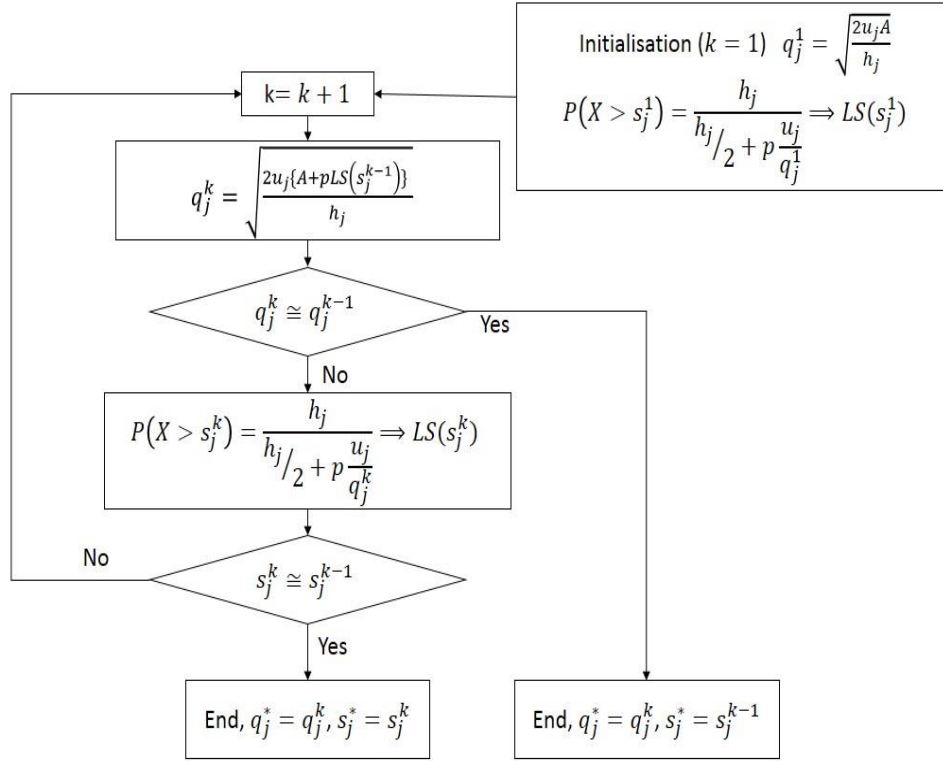 Initialisation (k = 1) q_j^1 = √(2u_jA / h_j)
P(X > s_j^1) = h_j / (h_j/2 + p u_j/q_j^1) ⟹ LS(s_j^1)
k= k + 1
q_j^k = √(2u_j{A+pLS(s_j^{k−1})} / h_j)
q_j^k ≅ q_j^{k−1}
Yes
No
P(X > s_j^k) = h_j / (h_j/2 + p u_j/q_j^k) ⟹ LS(s_j^k)
No
s_j^k ≅ s_j^{k−1}
Yes
End, q_j^* = q_j^k, s_j^* = s_j^k
End, q_j^* = q_j^k, s_j^* = s_j^{k−1}